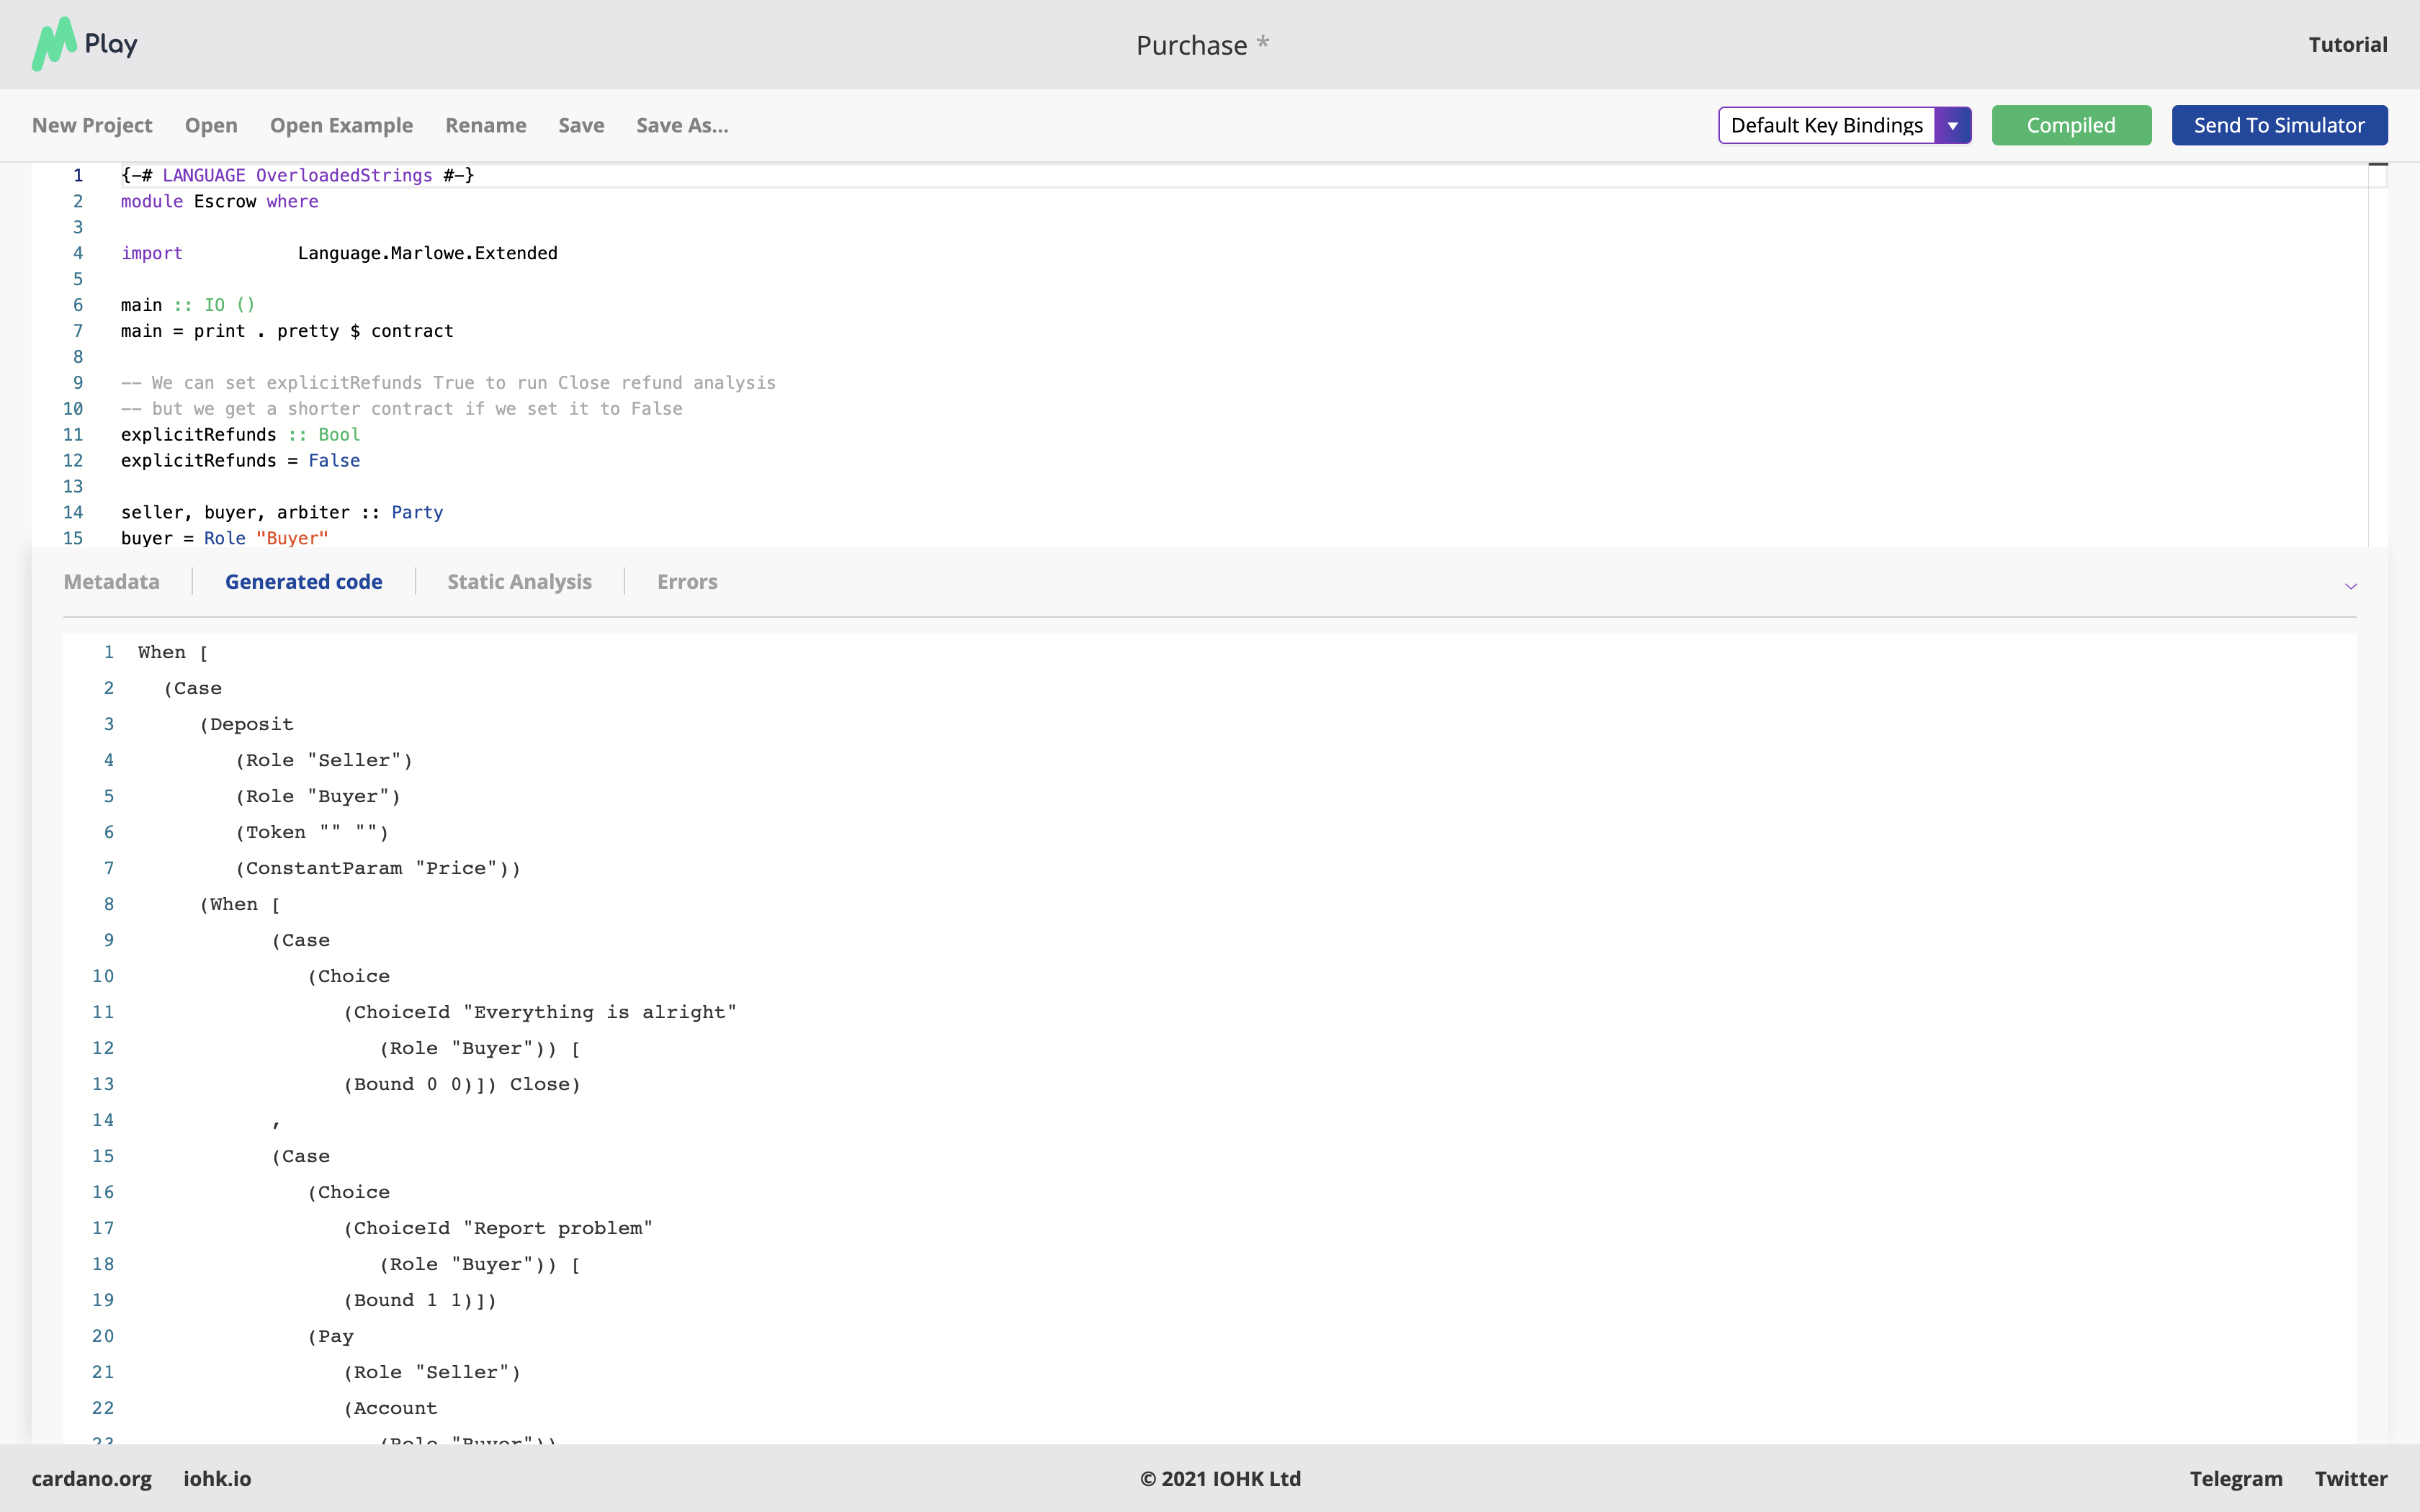 Play
Purchase *
Tutorial
New Project Open Open Example Rename Save Save As...
Default Key Bindings
Compiled
Send To Simulator
1 {-# LANGUAGE OverloadedStrings #-}
2 module Escrow where
3
4 import Language.Marlowe.Extended
5
6 main :: IO ()
7 main = print . pretty $ contract
8
9 -- We can set explicitRefunds True to run Close refund analysis
10 -- but we get a shorter contract if we set it to False
11 explicitRefunds :: Bool
12 explicitRefunds = False
13
14 seller, buyer, arbiter :: Party
15 buyer = Role "Buyer"
Metadata Generated code Static Analysis Errors
1 When [
2 (Case
3 (Deposit
4 (Role "Seller")
5 (Role "Buyer")
6 (Token "" "")
7 (ConstantParam "Price"))
8 (When [
9 (Case
10 (Choice
11 (ChoiceId "Everything is alright"
12 (Role "Buyer")) [
13 (Bound 0 0)]) Close)
14 ,
15 (Case
16 (Choice
17 (ChoiceId "Report problem"
18 (Role "Buyer")) [
19 (Bound 1 1)])
20 (Pay
21 (Role "Seller")
22 (Account
23 (Role "Buyer"))
cardano.org iohk.io
© 2021 IOHK Ltd
Telegram Twitter